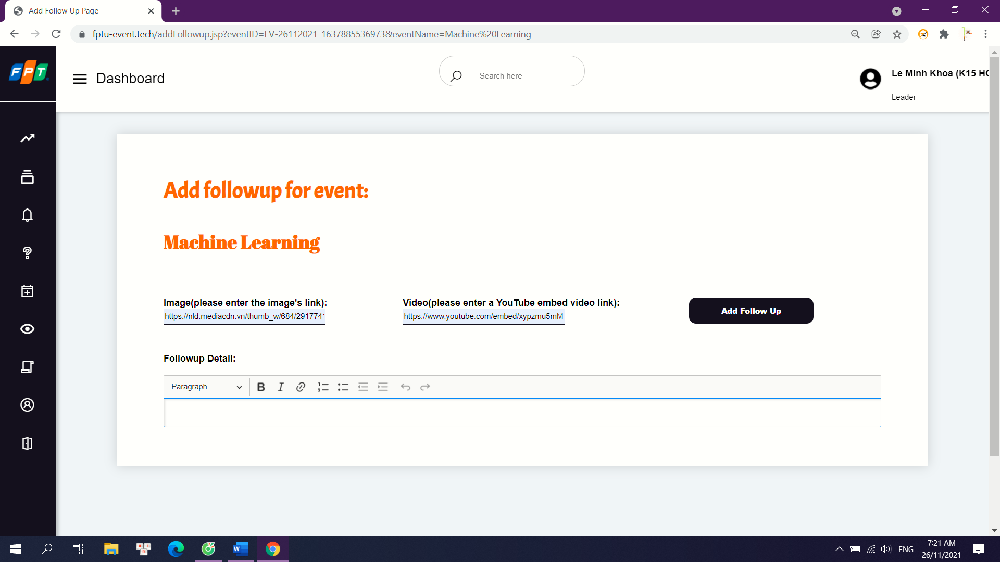 Add Follow Up Page
fptu-event.tech/addFollowup.jsp?eventID=EV-26112021_1637885536973&eventName=Machine%20Learning
FPT
Dashboard
Search here
Le Minh Khoa (K15 HC
Leader
Add followup for event:
Machine Learning
Image(please enter the image's link):
Video(please enter a YouTube embed video link):
https://nld.mediacdn.vn/thumb_w/684/291774
https://www.youtube.com/embed/xypzmu5mM
Add Follow Up
Followup Detail:
Paragraph
B I
ENG
7:21 AM
26/11/2021